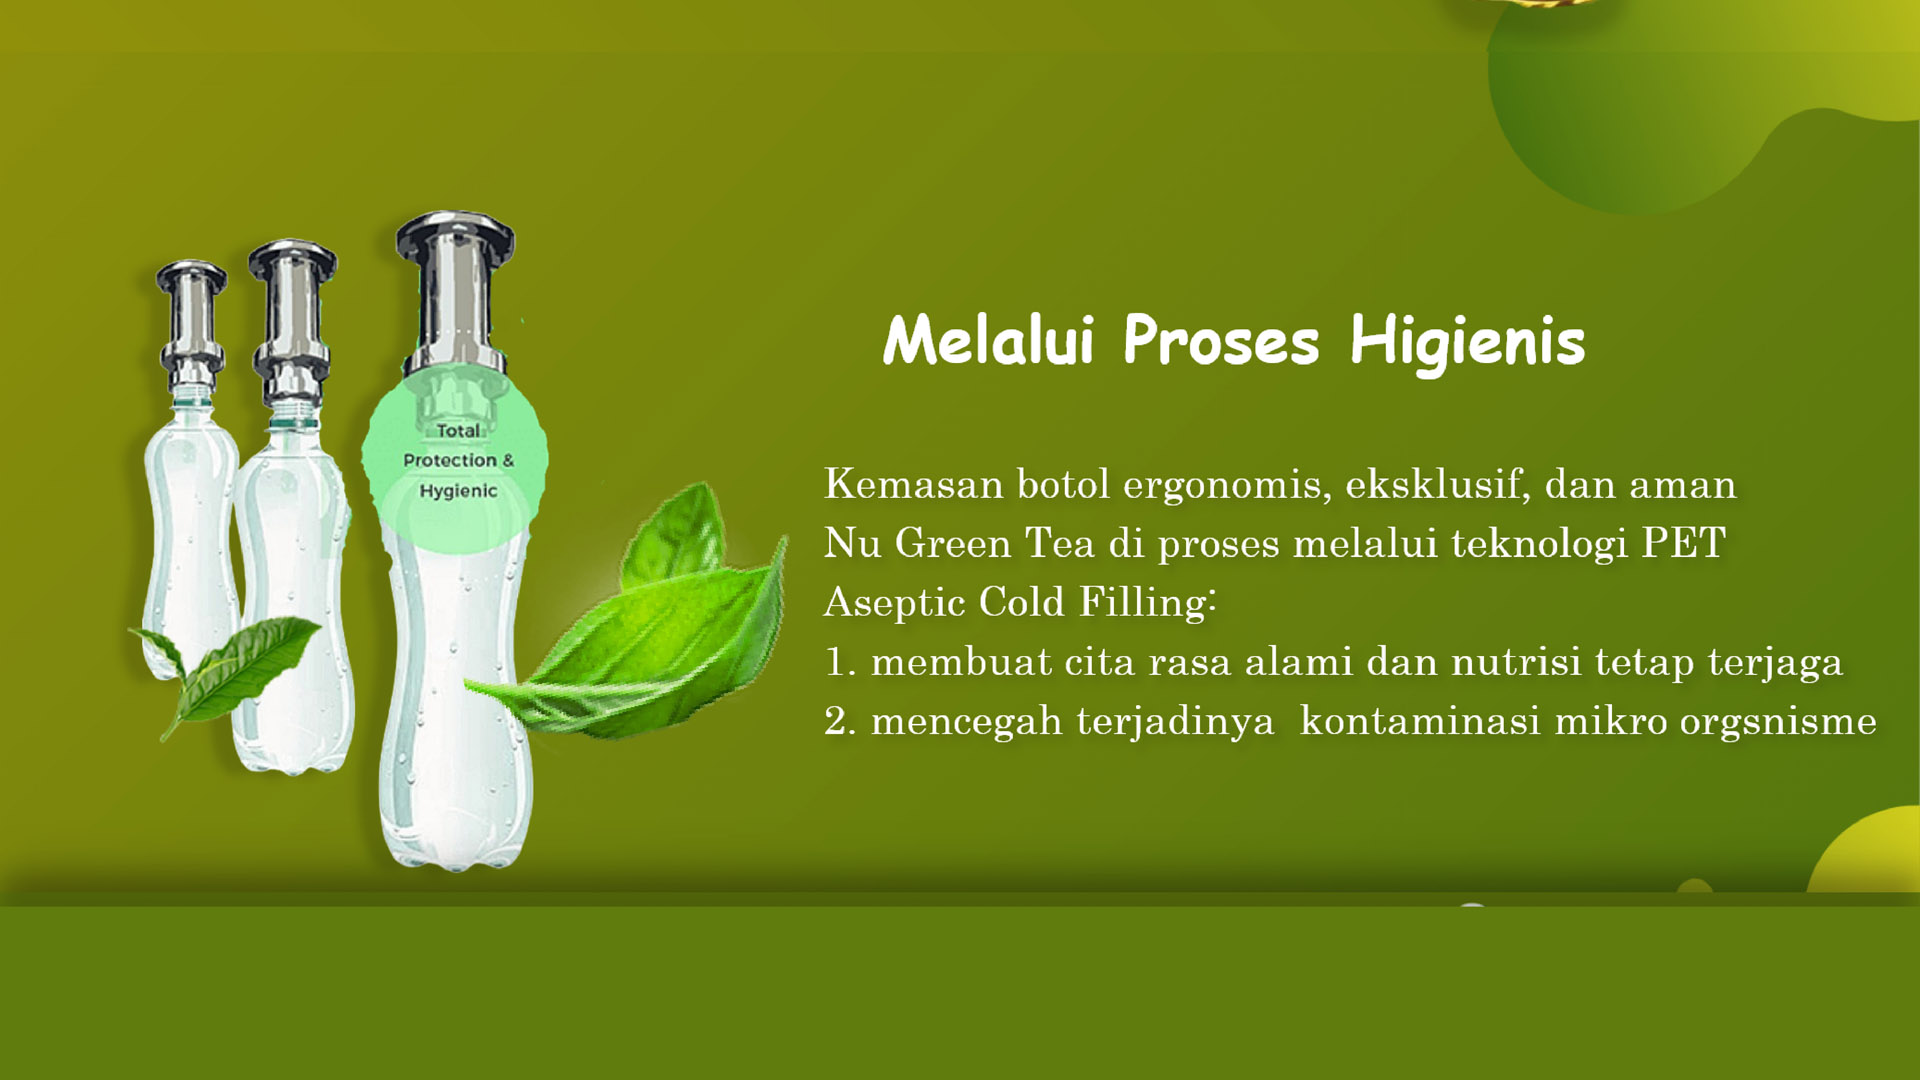 Melalui Proses Higienis
Total
Protection &
Hygienic
Kemasan botol ergonomis, eksklusif, dan aman
Nu Green Tea di proses melalui teknologi PET
Aseptic Cold Filling:
1. membuat cita rasa alami dan nutrisi tetap terjaga
2. mencegah terjadinya  kontaminasi mikro orgsnisme